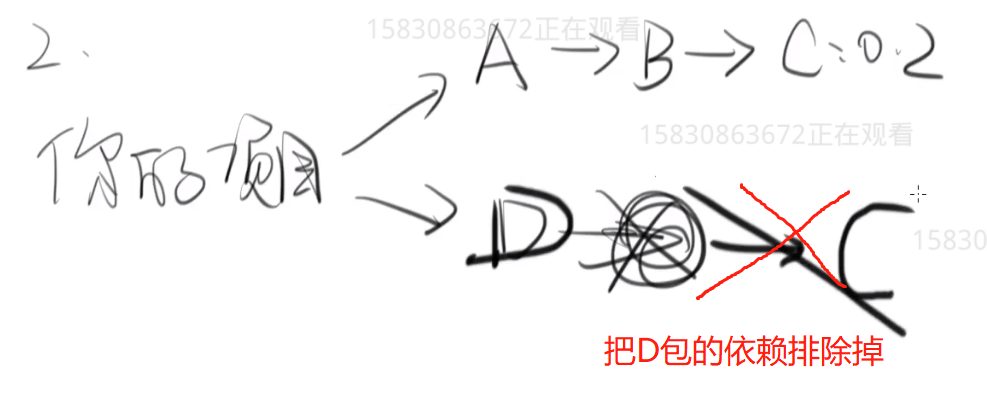 2.
15830863672正在观看
A → B → C:0.2
你的项目
15830863672正在观看
D → C
15830
把D包的依赖排除掉